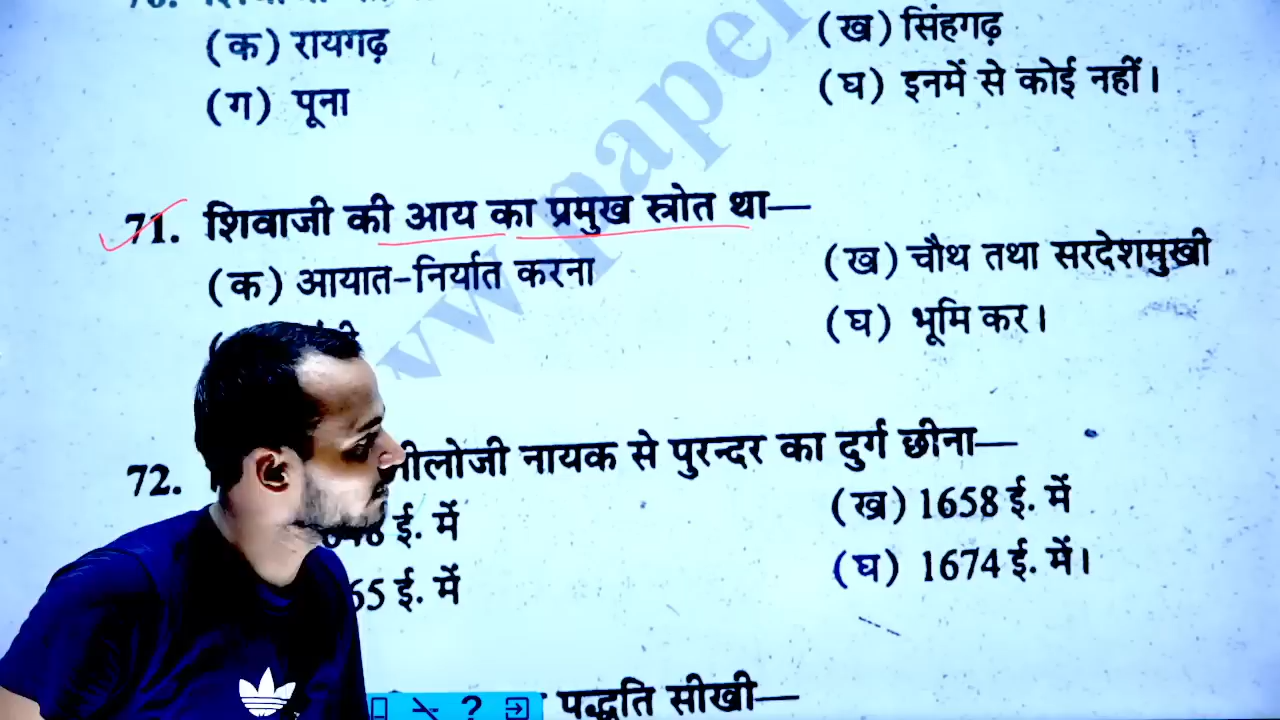 (क) रायगढ़
(ख) सिंहगढ़
(ग) पूना
(घ) इनमें से कोई नहीं।
71. शिवाजी की आय का प्रमुख स्त्रोत था—
(क) आयात-निर्यात करना
(ख) चौथ तथा सरदेशमुखी
(घ) भूमि कर।
72. नीलोजी नायक से पुरन्दर का दुर्ग छीना—
ई. में
(ख) 1658 ई. में
65 ई. में
(घ) 1674 ई. में।
पद्धति सीखी—